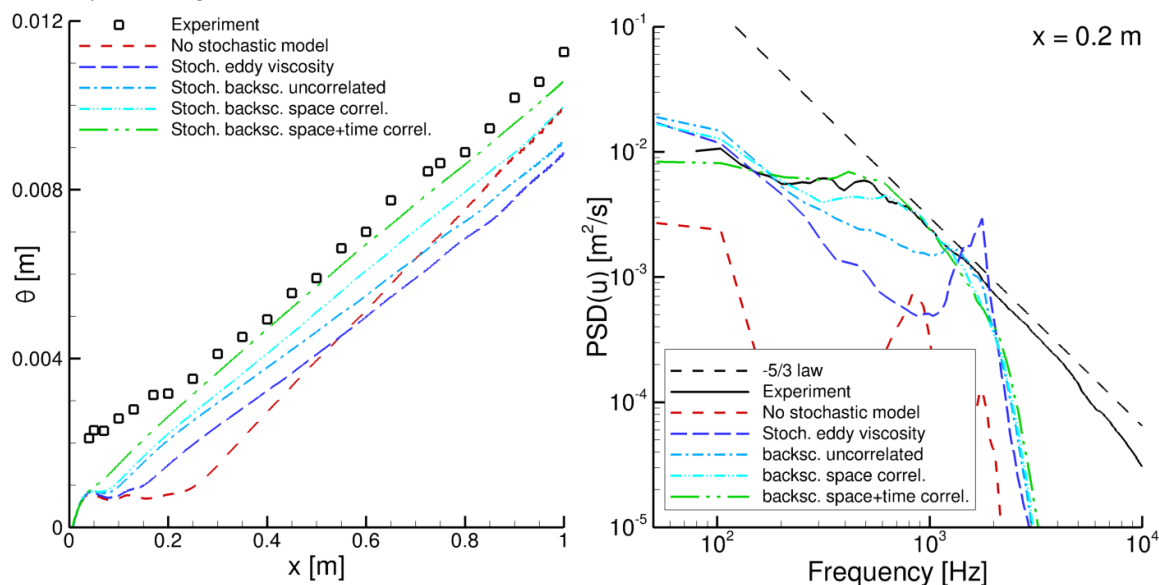 0.012
Experiment
No stochastic model
Stoch. eddy viscosity
Stoch. backsc. uncorrelated
Stoch. backsc. space correl.
Stoch. backsc. space+time correl.
0.008
θ [m]
0.004
0
0 0.2 0.4 0.6 0.8 1
x [m]
x = 0.2 m
10⁻¹
10⁻²
PSD(u) [m²/s]
10⁻³
10⁻⁴
10⁻⁵
-5/3 law
Experiment
No stochastic model
Stoch. eddy viscosity
backsc. uncorrelated
backsc. space correl.
backsc. space+time correl.
10² 10³ 10⁴
Frequency [Hz]